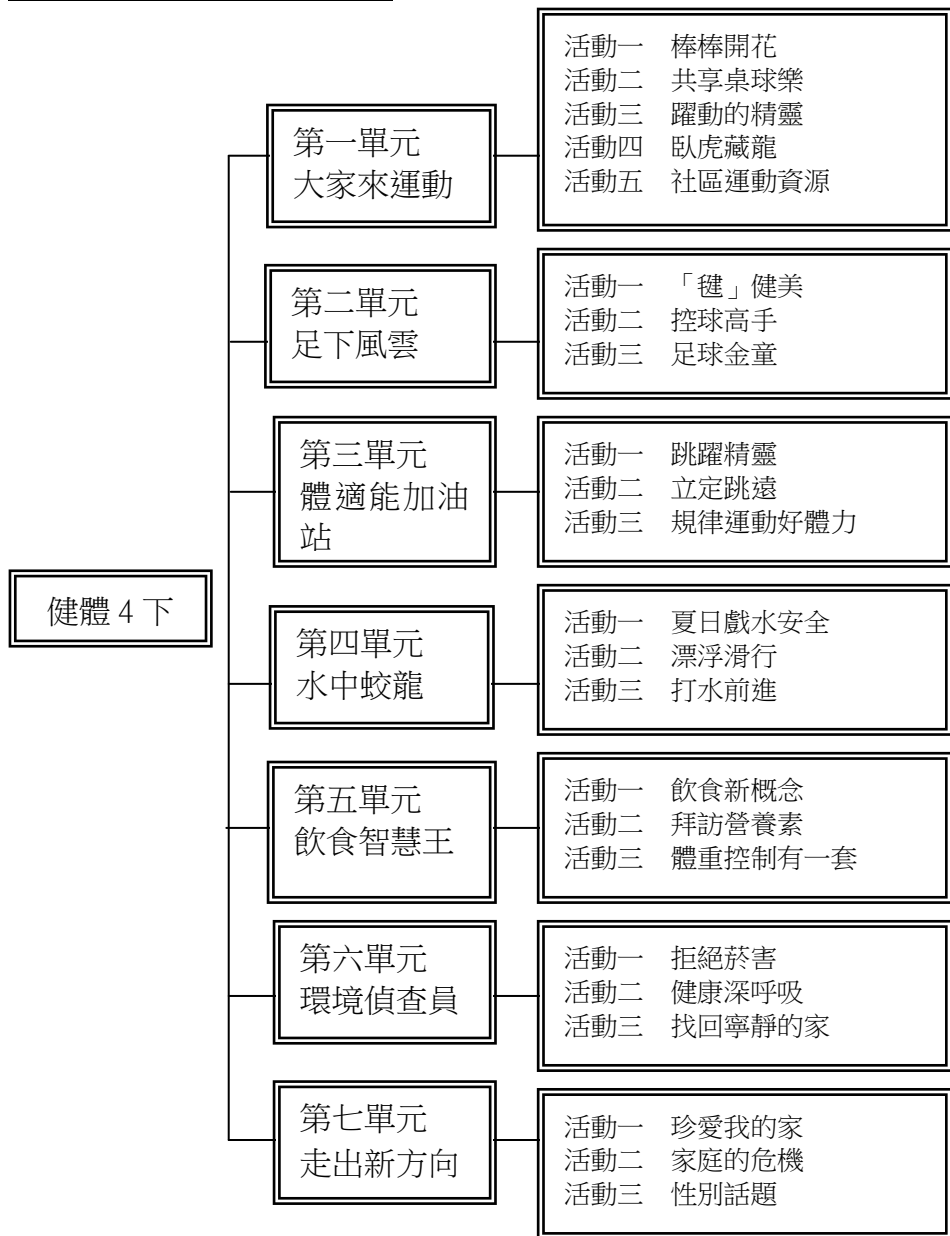 健體 4 下
第一單元
大家來運動
活動一　棒棒開花
活動二　共享桌球樂
活動三　躍動的精靈
活動四　臥虎藏龍
活動五　社區運動資源
第二單元
足下風雲
活動一　「毽」健美
活動二　控球高手
活動三　足球金童
第三單元
體適能加油
站
活動一　跳躍精靈
活動二　立定跳遠
活動三　規律運動好體力
第四單元
水中蛟龍
活動一　夏日戲水安全
活動二　漂浮滑行
活動三　打水前進
第五單元
飲食智慧王
活動一　飲食新概念
活動二　拜訪營養素
活動三　體重控制有一套
第六單元
環境偵查員
活動一　拒絕菸害
活動二　健康深呼吸
活動三　找回寧靜的家
第七單元
走出新方向
活動一　珍愛我的家
活動二　家庭的危機
活動三　性別話題